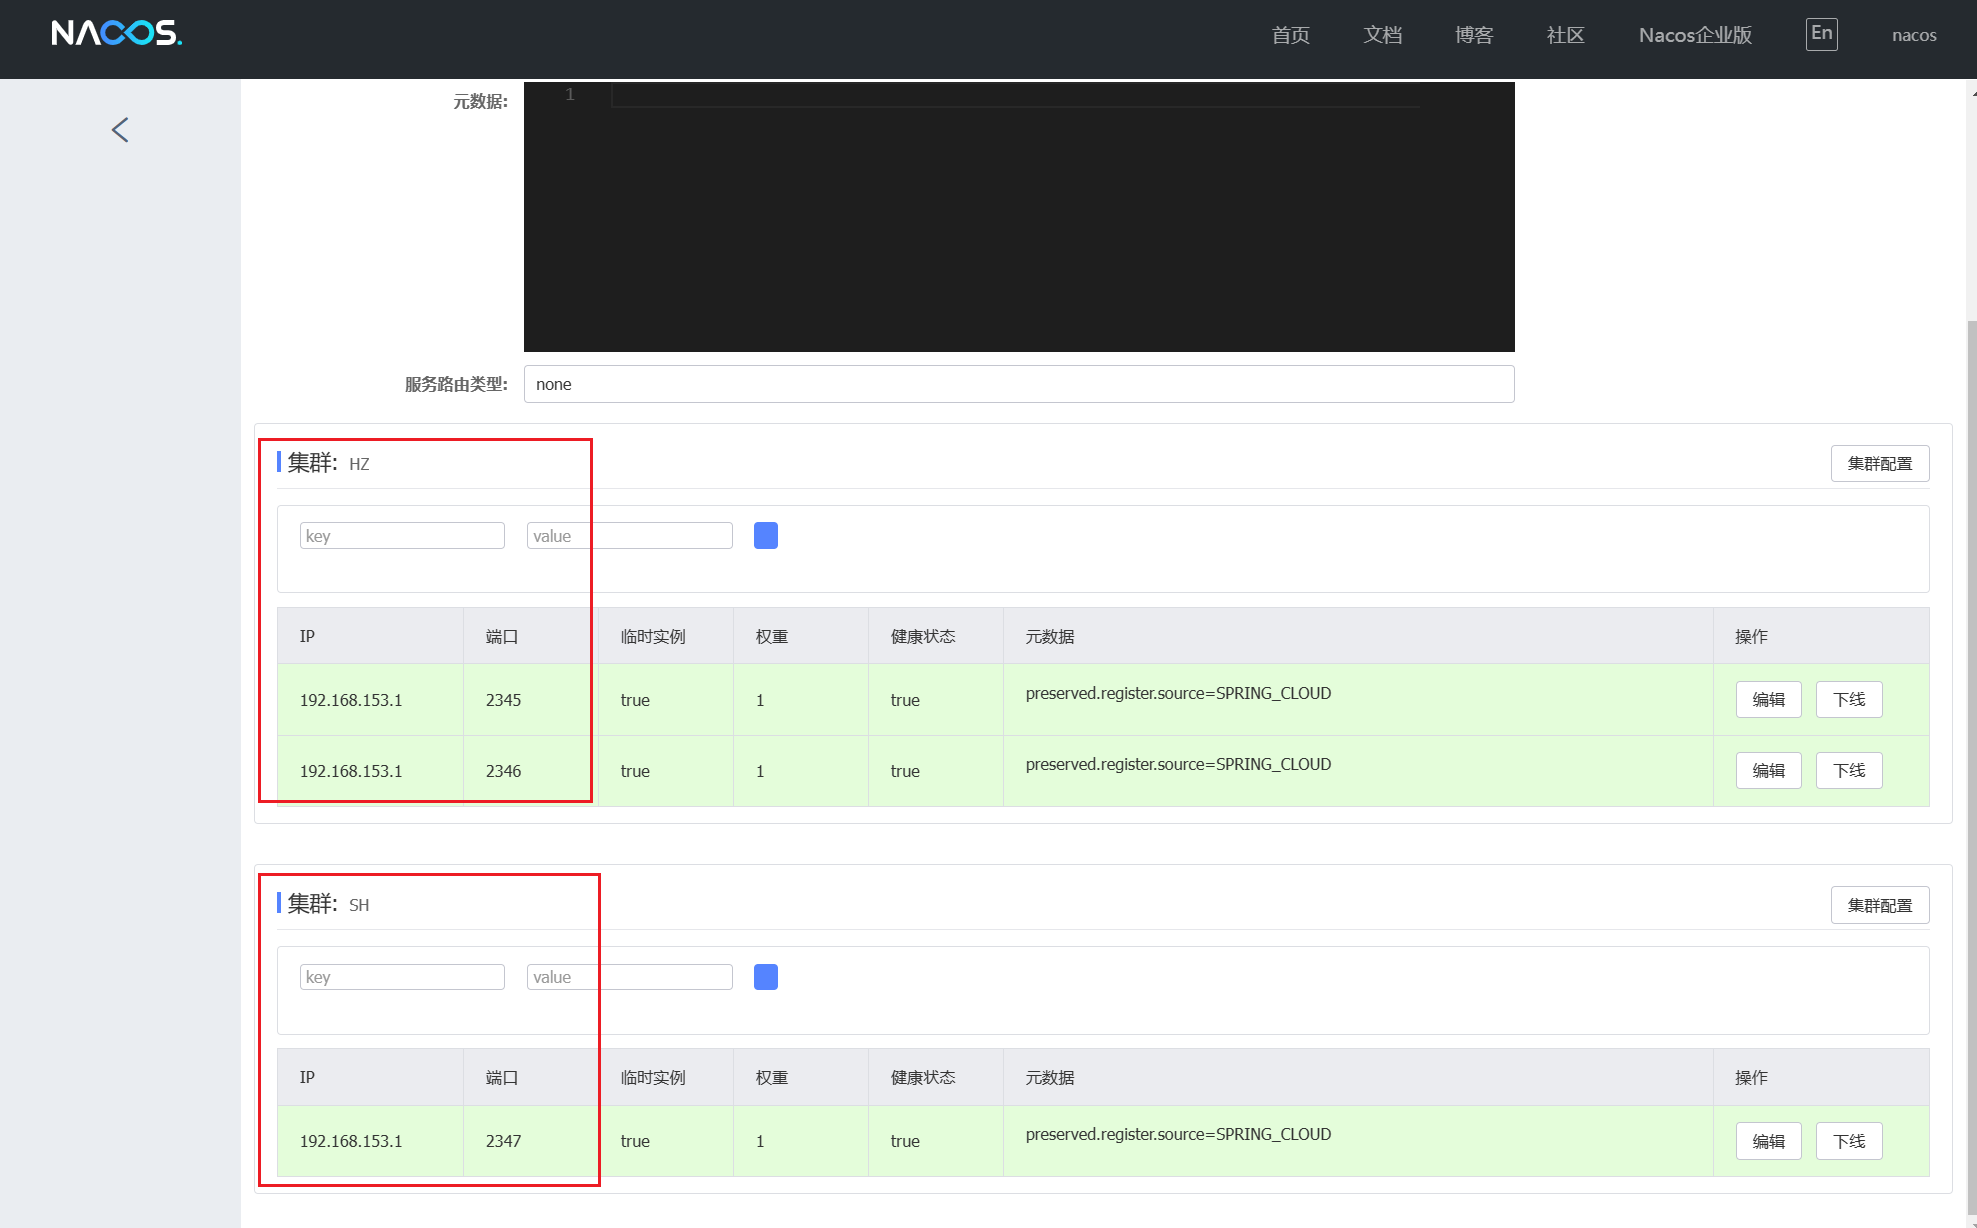 NACOS. 首页 文档 博客 社区 Nacos企业版 En nacos
元数据: 1
服务路由类型: none
集群: HZ 集群配置
key value
IP 端口 临时实例 权重 健康状态 元数据 操作
192.168.153.1 2345 true 1 true preserved.register.source=SPRING_CLOUD 编辑 下线
192.168.153.1 2346 true 1 true preserved.register.source=SPRING_CLOUD 编辑 下线
集群: SH 集群配置
key value
IP 端口 临时实例 权重 健康状态 元数据 操作
192.168.153.1 2347 true 1 true preserved.register.source=SPRING_CLOUD 编辑 下线